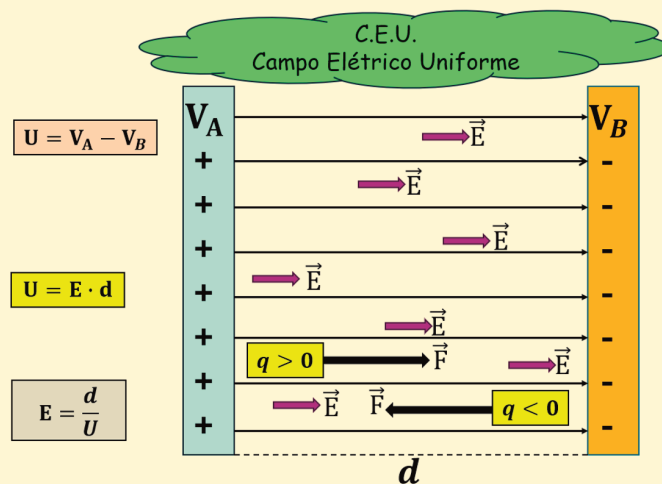 C.E.U.
Campo Elétrico Uniforme
V_A
V_B
U = V_A − V_B
E⃗
+ -
E⃗
+ -
E⃗
+ -
E⃗
U = E · d
+ -
E⃗
+ -
q > 0 F⃗ E⃗
+ -
E = d/U
E⃗ F⃗ q < 0
+ -
d